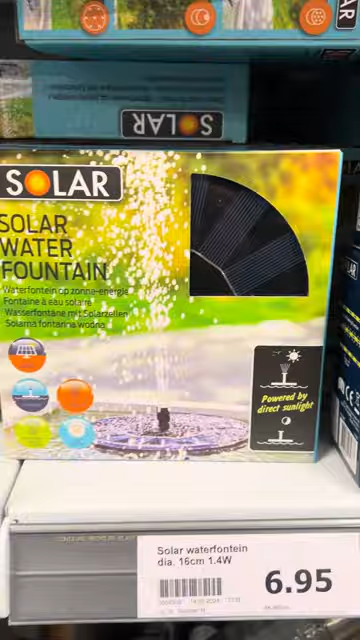 SOLAR
SOLAR
SOLAR
WATER
FOUNTAIN
Waterfontein op zonne-energie
Fontaine à eau solaire
Wasserfontäne mit Solarzellen
Solarna fontanna wodna
Powered by
direct sunlight
Solar waterfontein
dia. 16cm 1.4W
6.95